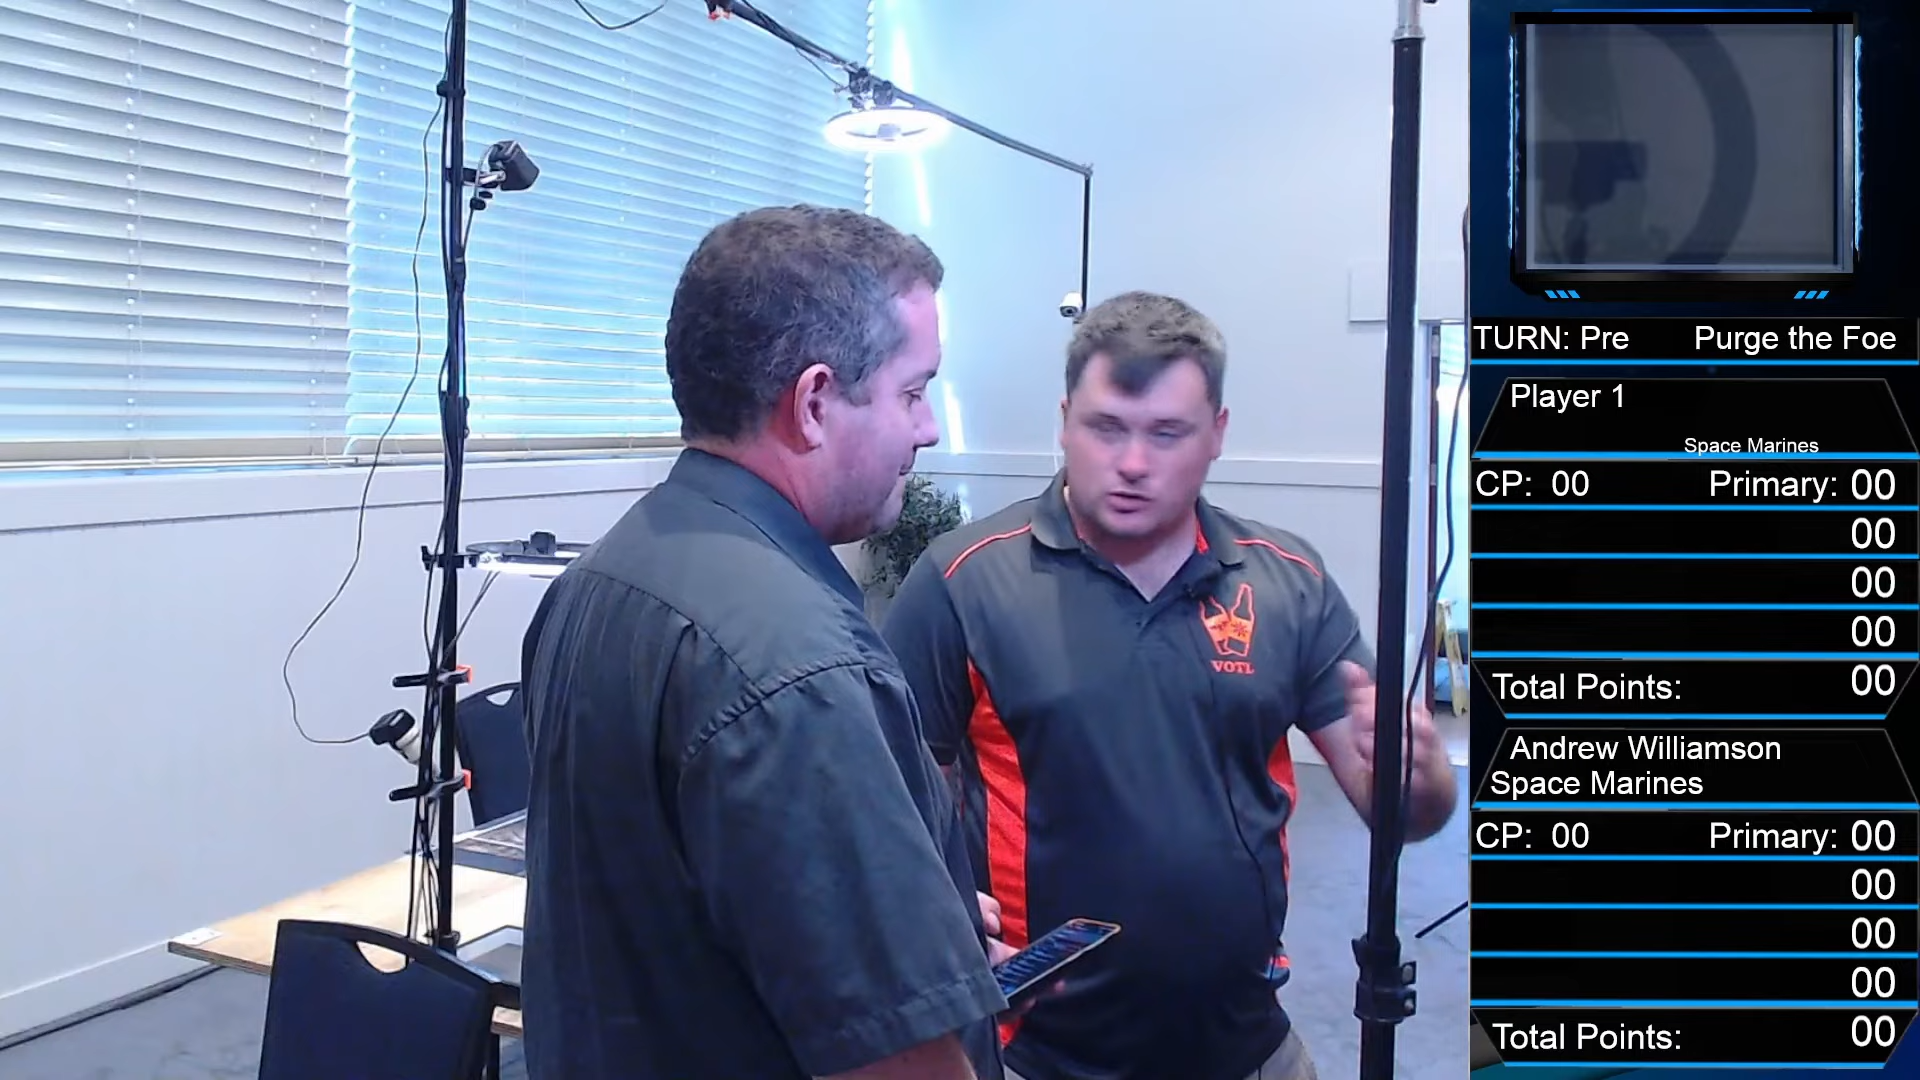 VOTL
TURN: Pre Purge the Foe
Player 1
Space Marines
CP: 00 Primary: 00
00
00
00
Total Points: 00
Andrew Williamson
Space Marines
CP: 00 Primary: 00
00
00
00
Total Points: 00